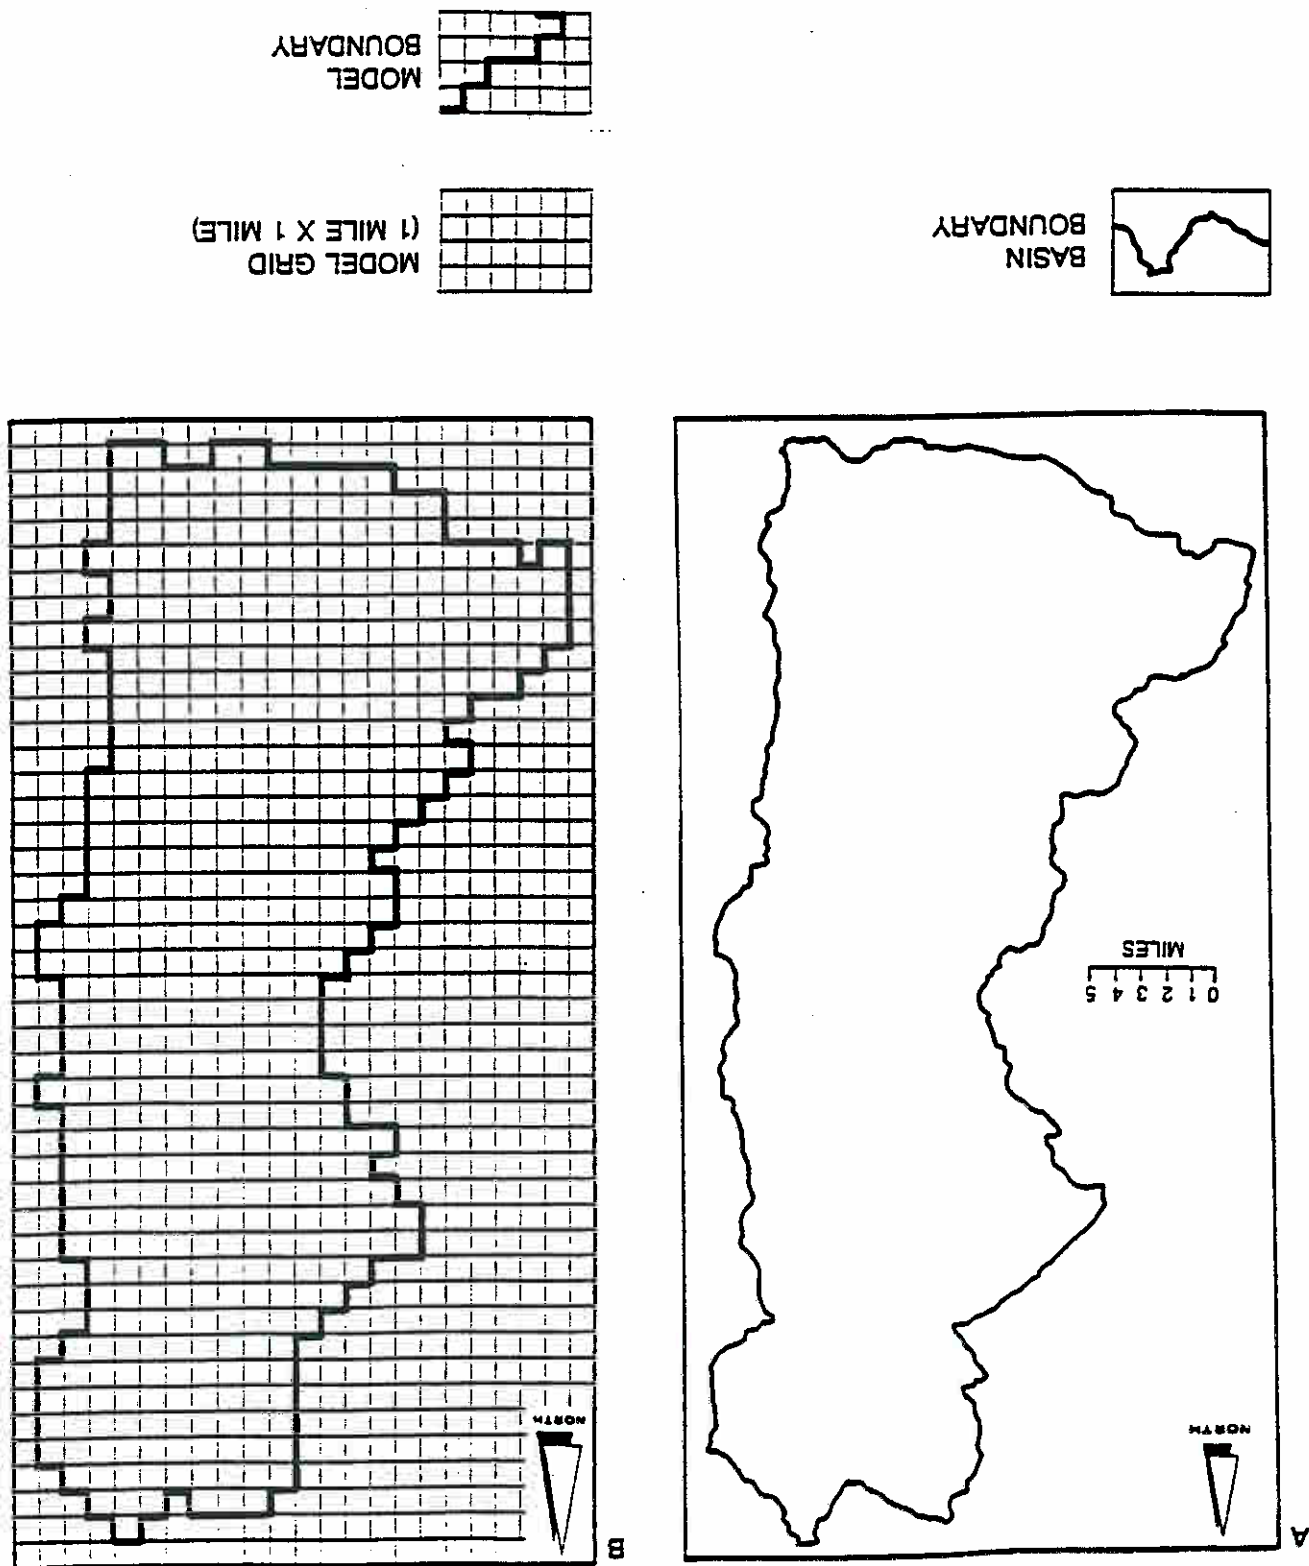 A
NORTH
0 1 2 3 4 5
MILES
BASIN
BOUNDARY
B
NORTH
MODEL GRID
(1 MILE X 1 MILE)
MODEL
BOUNDARY